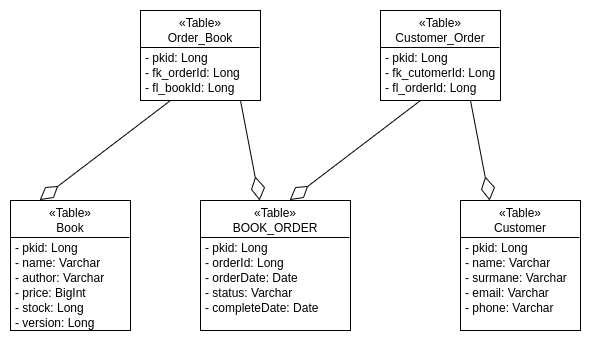 «Table»
Order_Book
- pkid: Long
- fk_orderId: Long
- fl_bookId: Long
«Table»
Customer_Order
- pkid: Long
- fk_cutomerId: Long
- fl_orderId: Long
«Table»
Book
- pkid: Long
- name: Varchar
- author: Varchar
- price: BigInt
- stock: Long
- version: Long
«Table»
BOOK_ORDER
- pkid: Long
- orderId: Long
- orderDate: Date
- status: Varchar
- completeDate: Date
«Table»
Customer
- pkid: Long
- name: Varchar
- surmane: Varchar
- email: Varchar
- phone: Varchar